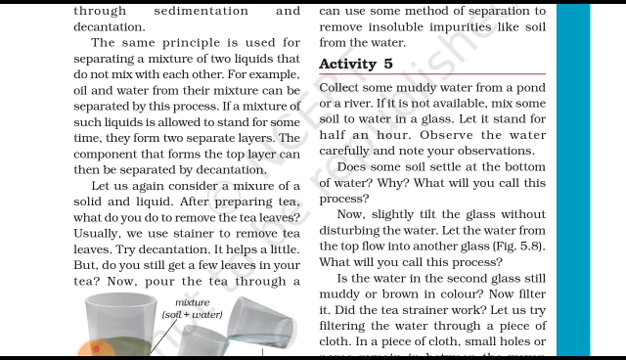 through sedimentation and
decantation.
The same principle is used for
separating a mixture of two liquids that
do not mix with each other. For example,
oil and water from their mixture can be
separated by this process. If a mixture of
such liquids is allowed to stand for some
time, they form two separate layers. The
component that forms the top layer can
then be separated by decantation.
Let us again consider a mixure of a
solid and liquid. After preparing tea,
what do you do to remove the tea leaves?
Usually, we use stainer to remove tea
leaves. Try decantation. It helps a little.
But, do you still get a few leaves in your
tea? Now, pour the tea through a
mixture
(soil + water)
can use some method of separation to
remove insoluble impurities like soil
from the water.
Activity 5
Collect some muddy water from a pond
or a river. If it is not available, mix some
soil to water in a glass. Let it stand for
half an hour. Observe the water
carefully and note your observations.
Does some soil settle at the bottom
of water? Why? What will you call this
process?
Now, slightly tilt the glass without
disturbing the water. Let the water from
the top flow into another glass (Fig. 5.8).
What will you call this process?
Is the water in the second glass still
muddy or brown in colour? Now filter
it. Did the tea strainer work? Let us try
filtering the water through a piece of
cloth. In a piece of cloth, small holes or